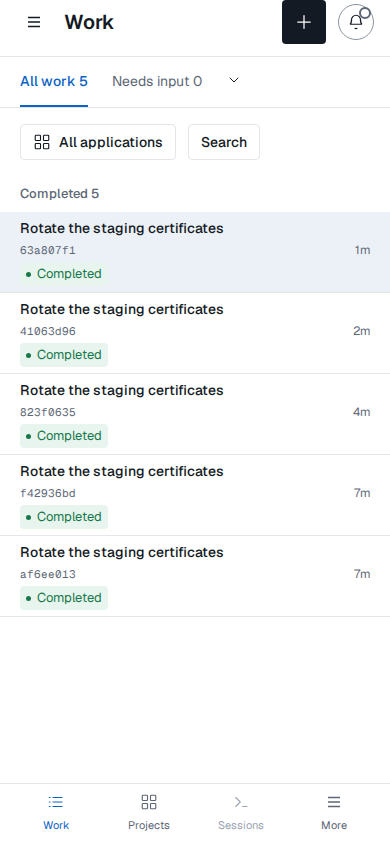 Work
All work 5
Needs input 0
All applications
Search
Completed 5
Rotate the staging certificates
63a807f1
1m
Completed
Rotate the staging certificates
41063d96
2m
Completed
Rotate the staging certificates
823f0635
4m
Completed
Rotate the staging certificates
f42936bd
7m
Completed
Rotate the staging certificates
af6ee013
7m
Completed
Work
Projects
Sessions
More